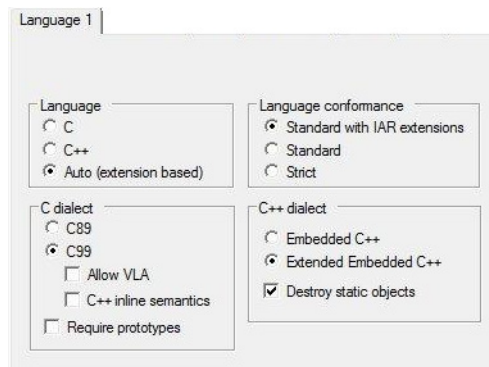 Language 1
Language
C
C++
Auto (extension based)
Language conformance
Standard with IAR extensions
Standard
Strict
C dialect
C89
C99
Allow VLA
C++ inline semantics
Require prototypes
C++ dialect
Embedded C++
Extended Embedded C++
Destroy static objects